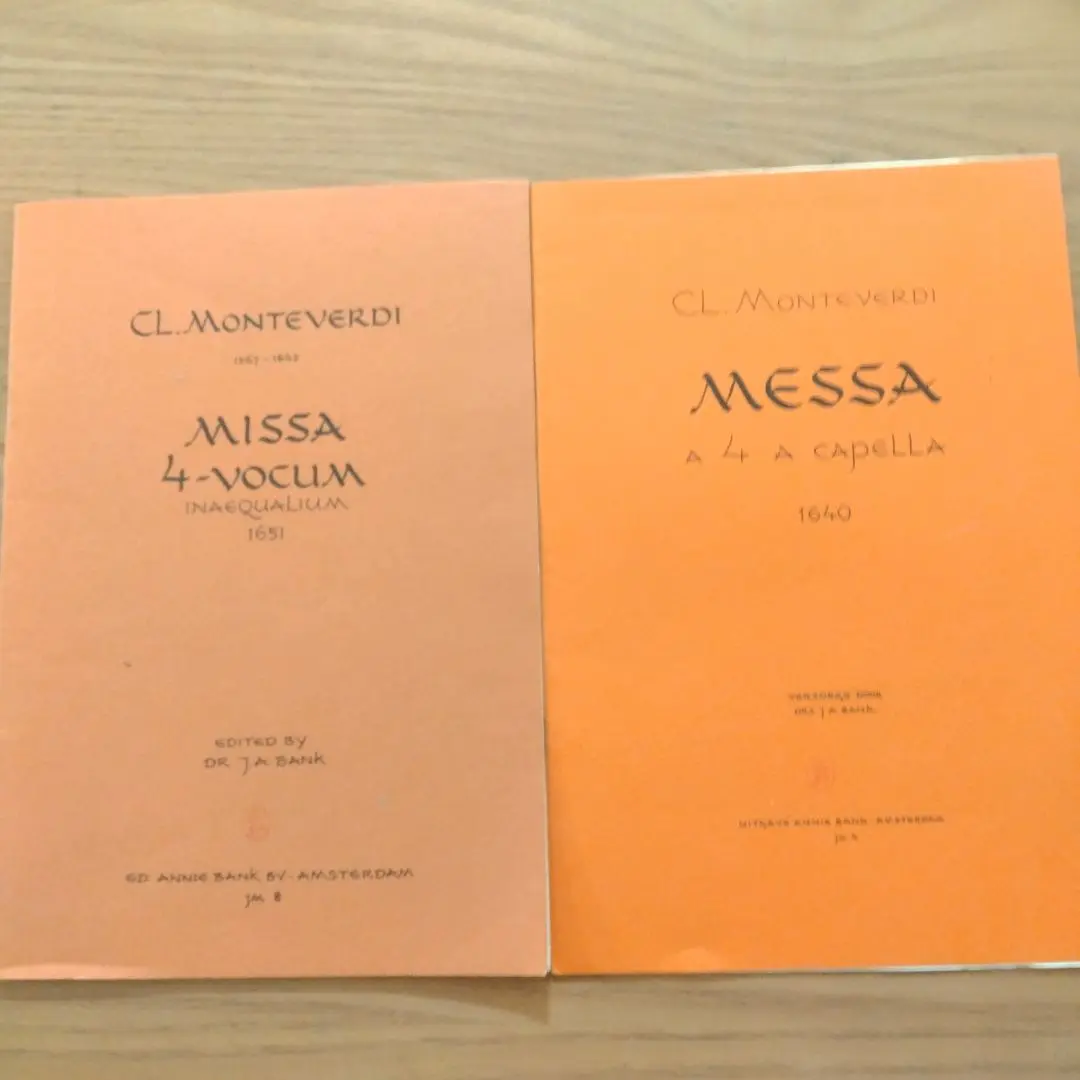 CL. MONTEVERDI
1567-1643
MISSA
4-VOCUM
INAEQUALIUM
1651
EDITED BY
DR J A BANK
ED. ANNIE BANK BV - AMSTERDAM
JM 8
CL. MONTEVERDI
MESSA
A 4 A CAPELLA
1640
VERZORGD DOOR
J A BANK
UITGAVE ANNIE BANK - AMSTERDAM